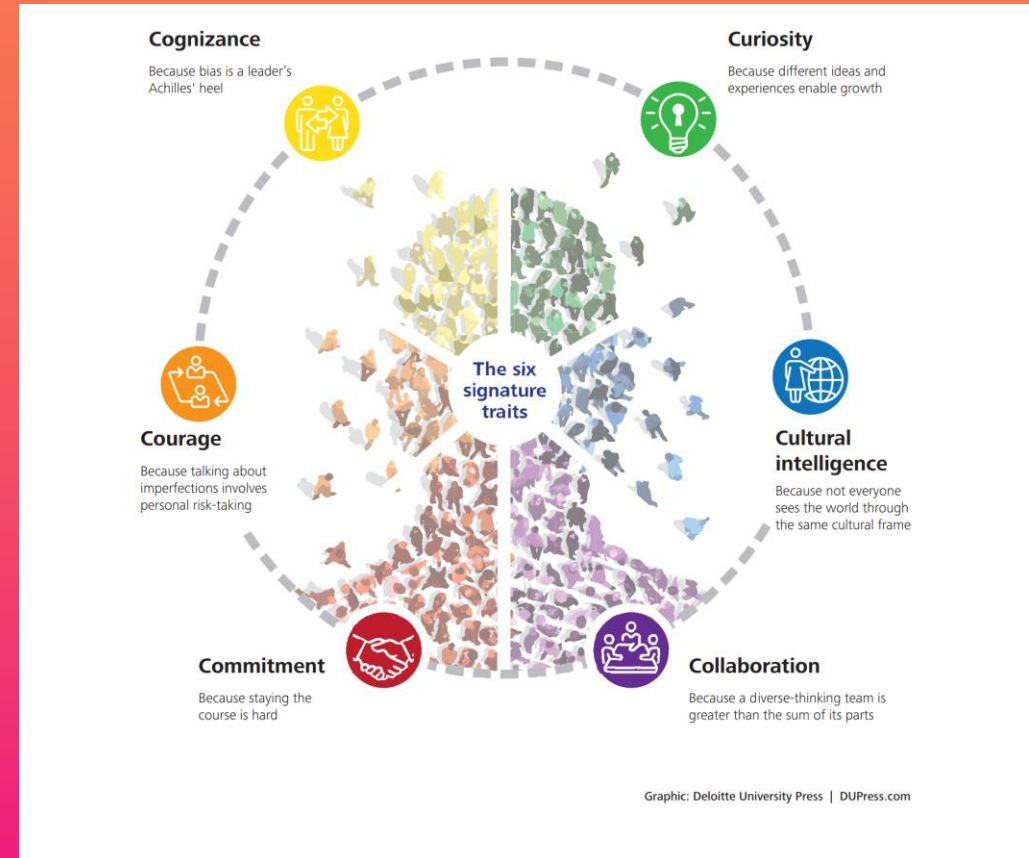 Cognizance
Because bias is a leader's
Achilles' heel
Curiosity
Because different ideas and
experiences enable growth
The six
signature
traits
Courage
Because talking about
imperfections involves
personal risk-taking
Cultural
intelligence
Because not everyone
sees the world through
the same cultural frame
Commitment
Because staying the
course is hard
Collaboration
Because a diverse-thinking team is
greater than the sum of its parts
Graphic: Deloitte University Press | DUPress.com